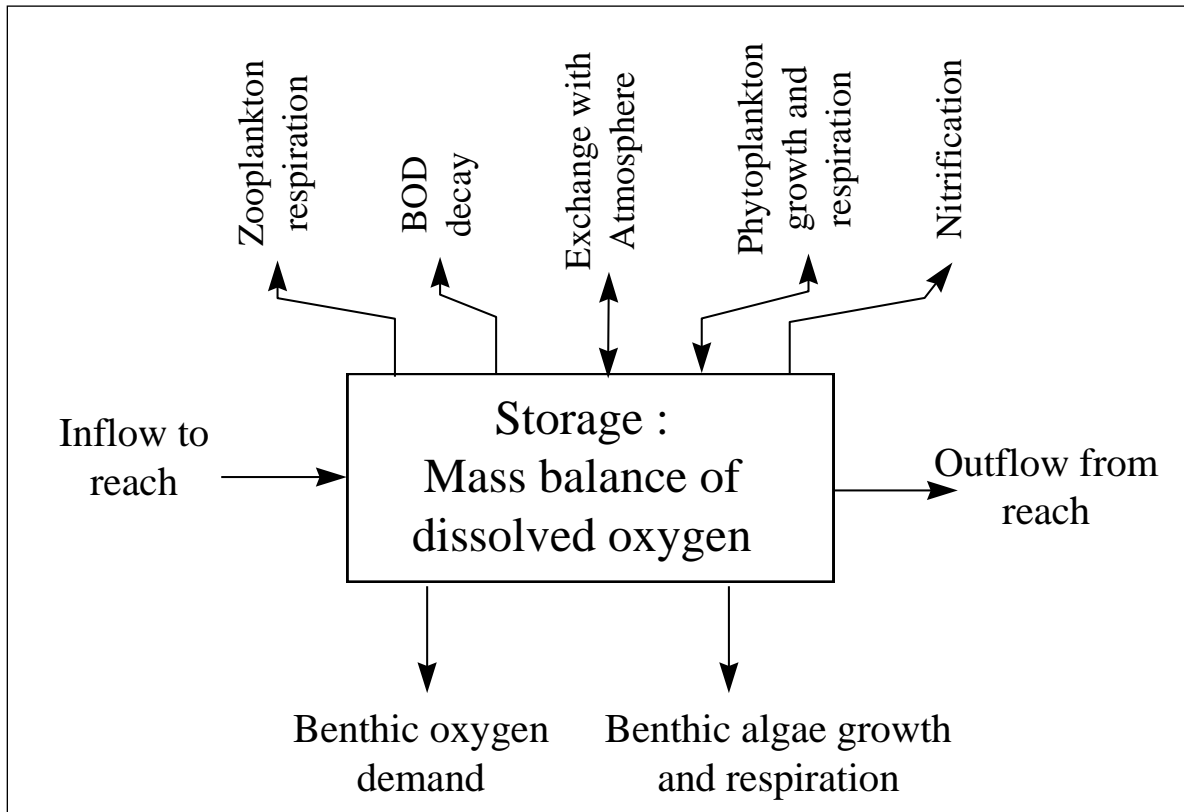 Zooplankton
respiration
BOD
decay
Exchange with
Atmosphere
Phytoplankton
growth and
respiration
Nitrification
Inflow to
reach
Storage :
Mass balance of
dissolved oxygen
Outflow from
reach
Benthic oxygen
demand
Benthic algae growth
and respiration